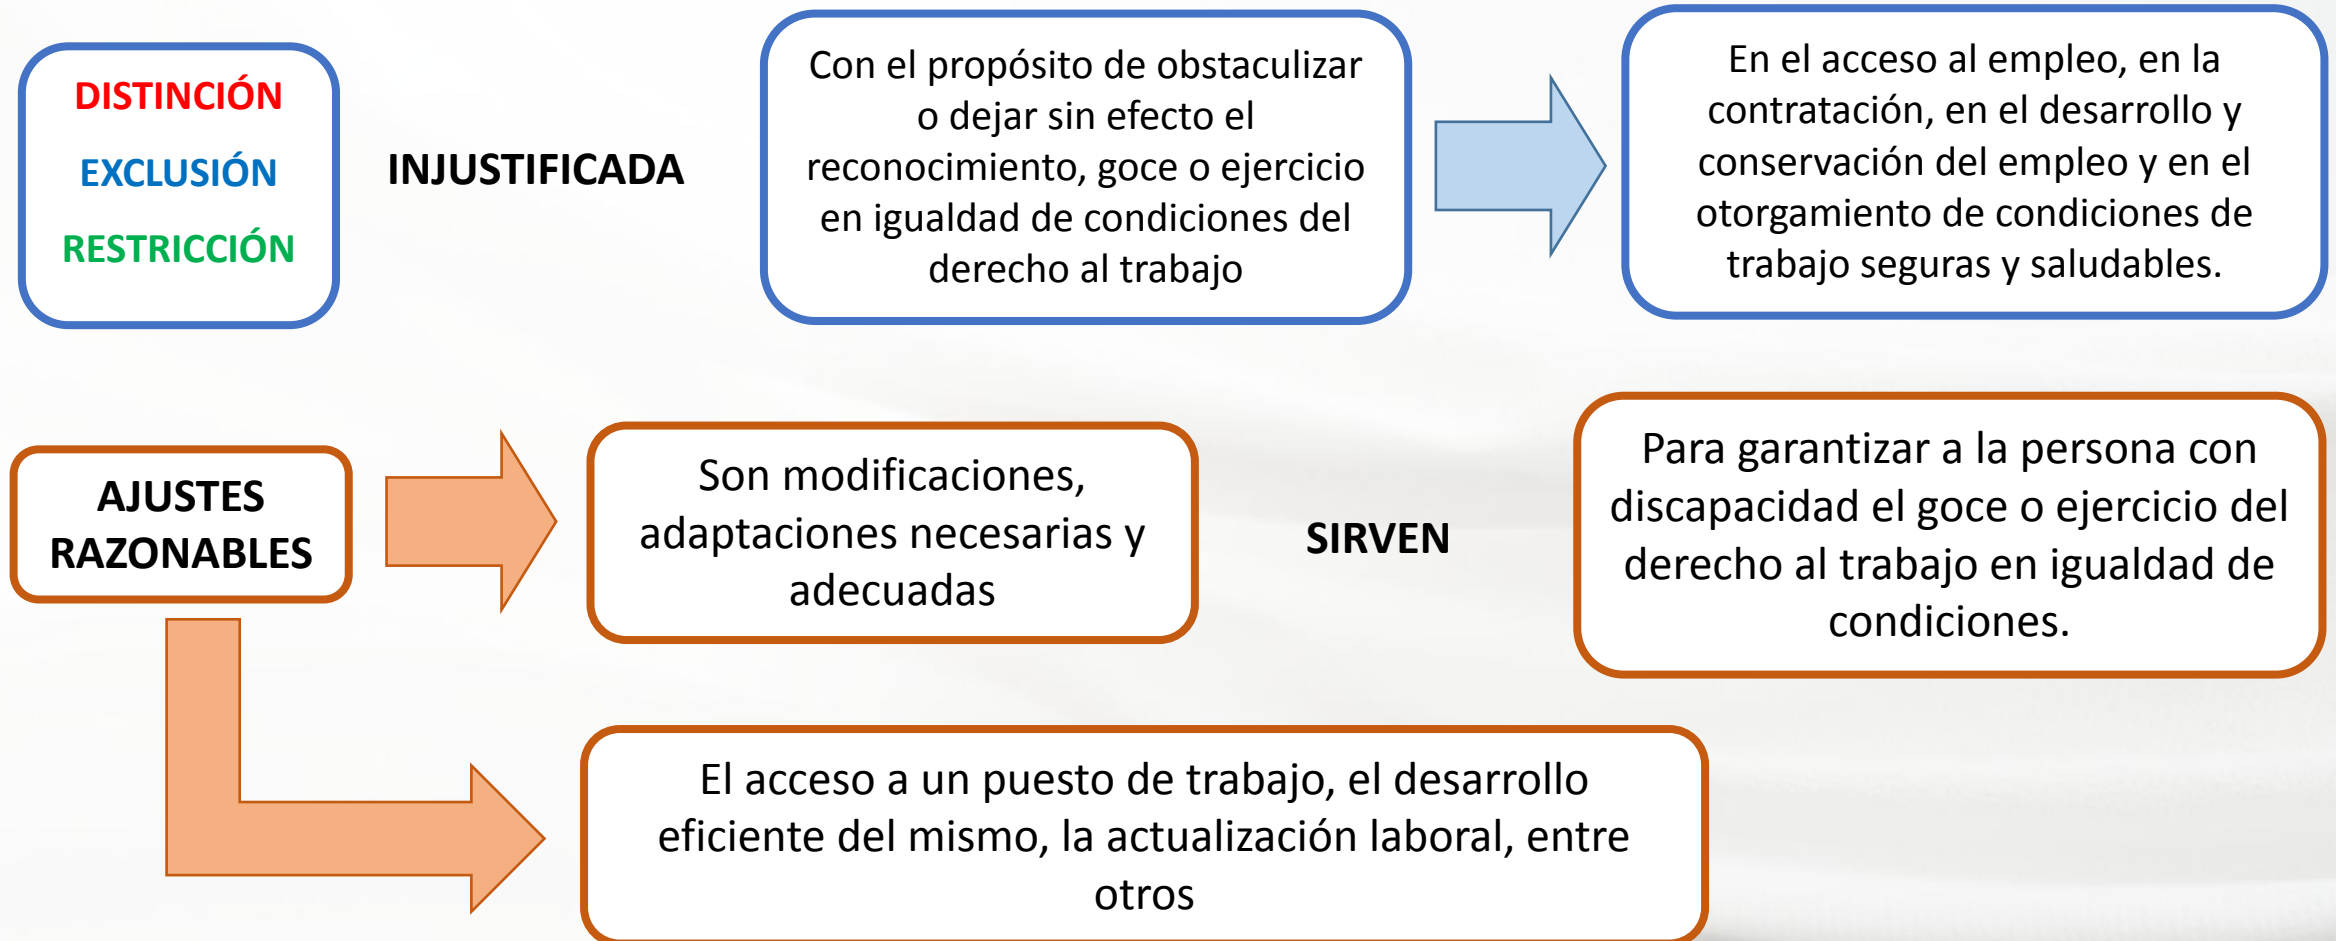 DISTINCIÓN
EXCLUSIÓN
RESTRICCIÓN
INJUSTIFICADA
Con el propósito de obstaculizar
o dejar sin efecto el
reconocimiento, goce o ejercicio
en igualdad de condiciones del
derecho al trabajo
En el acceso al empleo, en la
contratación, en el desarrollo y
conservación del empleo y en el
otorgamiento de condiciones de
trabajo seguras y saludables.
AJUSTES
RAZONABLES
Son modificaciones,
adaptaciones necesarias y
adecuadas
SIRVEN
Para garantizar a la persona con
discapacidad el goce o ejercicio del
derecho al trabajo en igualdad de
condiciones.
El acceso a un puesto de trabajo, el desarrollo
eficiente del mismo, la actualización laboral, entre
otros